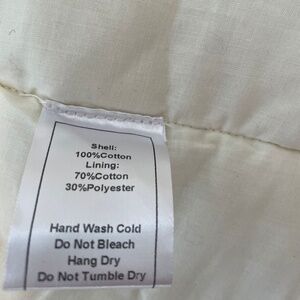 Shell:
100%Cotton
Lining:
70%Cotton
30%Polyester
Hand Wash Cold
Do Not Bleach
Hang Dry
Do Not Tumble Dry